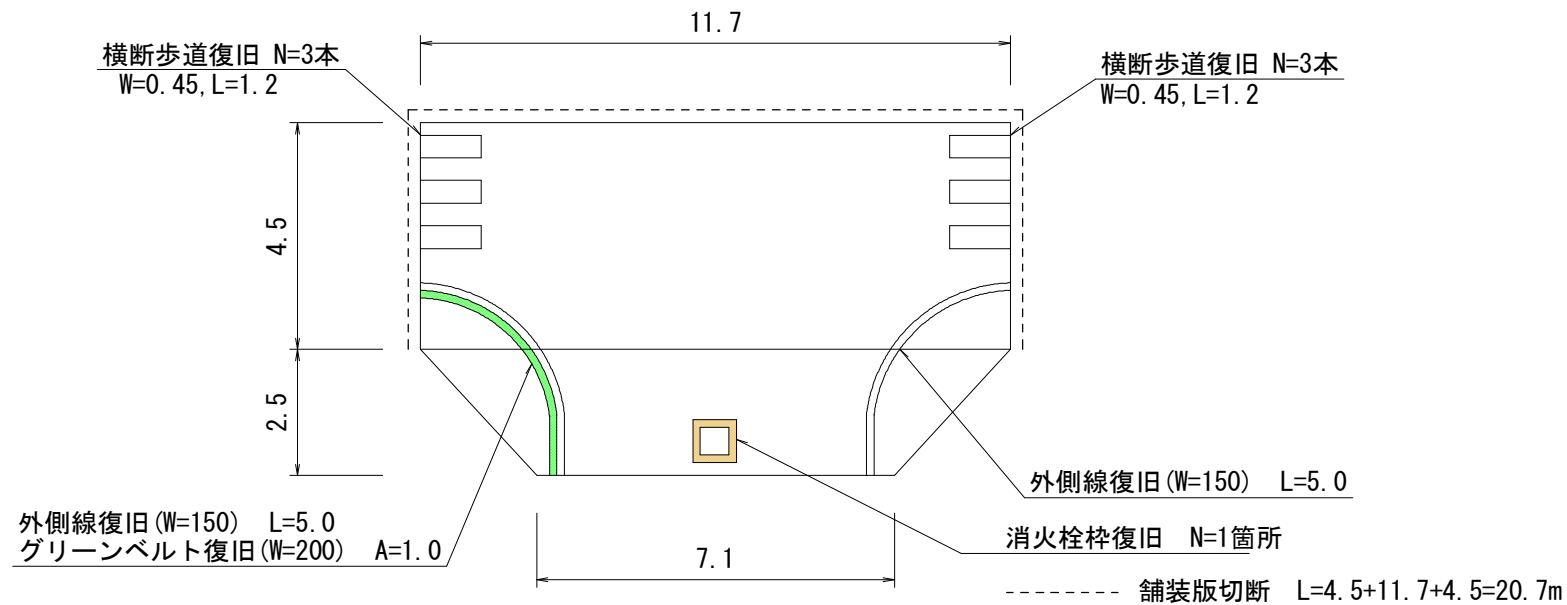 11.7
横断歩道復旧 N=3本
W=0.45,L=1.2
横断歩道復旧 N=3本
W=0.45,L=1.2
4.5
2.5
外側線復旧(W=150) L=5.0
外側線復旧(W=150) L=5.0
グリーンベルト復旧(W=200) A=1.0
消火栓枠復旧 N=1箇所
7.1
舗装版切断 L=4.5+11.7+4.5=20.7m